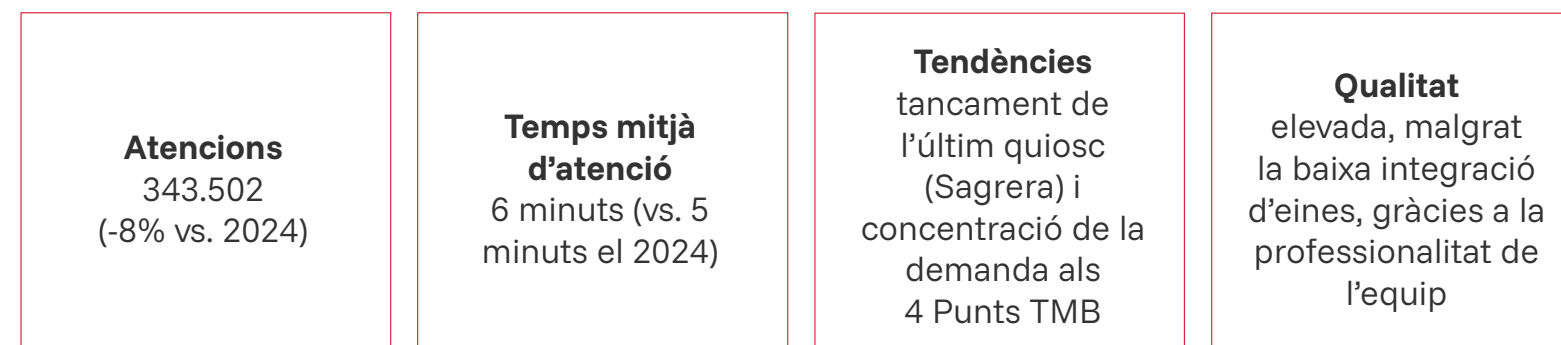 Atencions
343.502
(-8% vs. 2024)
Temps mitjà
d’atenció
6 minuts (vs. 5
minuts el 2024)
Tendències
tancament de
l’últim quiosc
(Sagrera) i
concentració de la
demanda als
4 Punts TMB
Qualitat
elevada, malgrat
la baixa integració
d’eines, gràcies a la
professionalitat de
l’equip